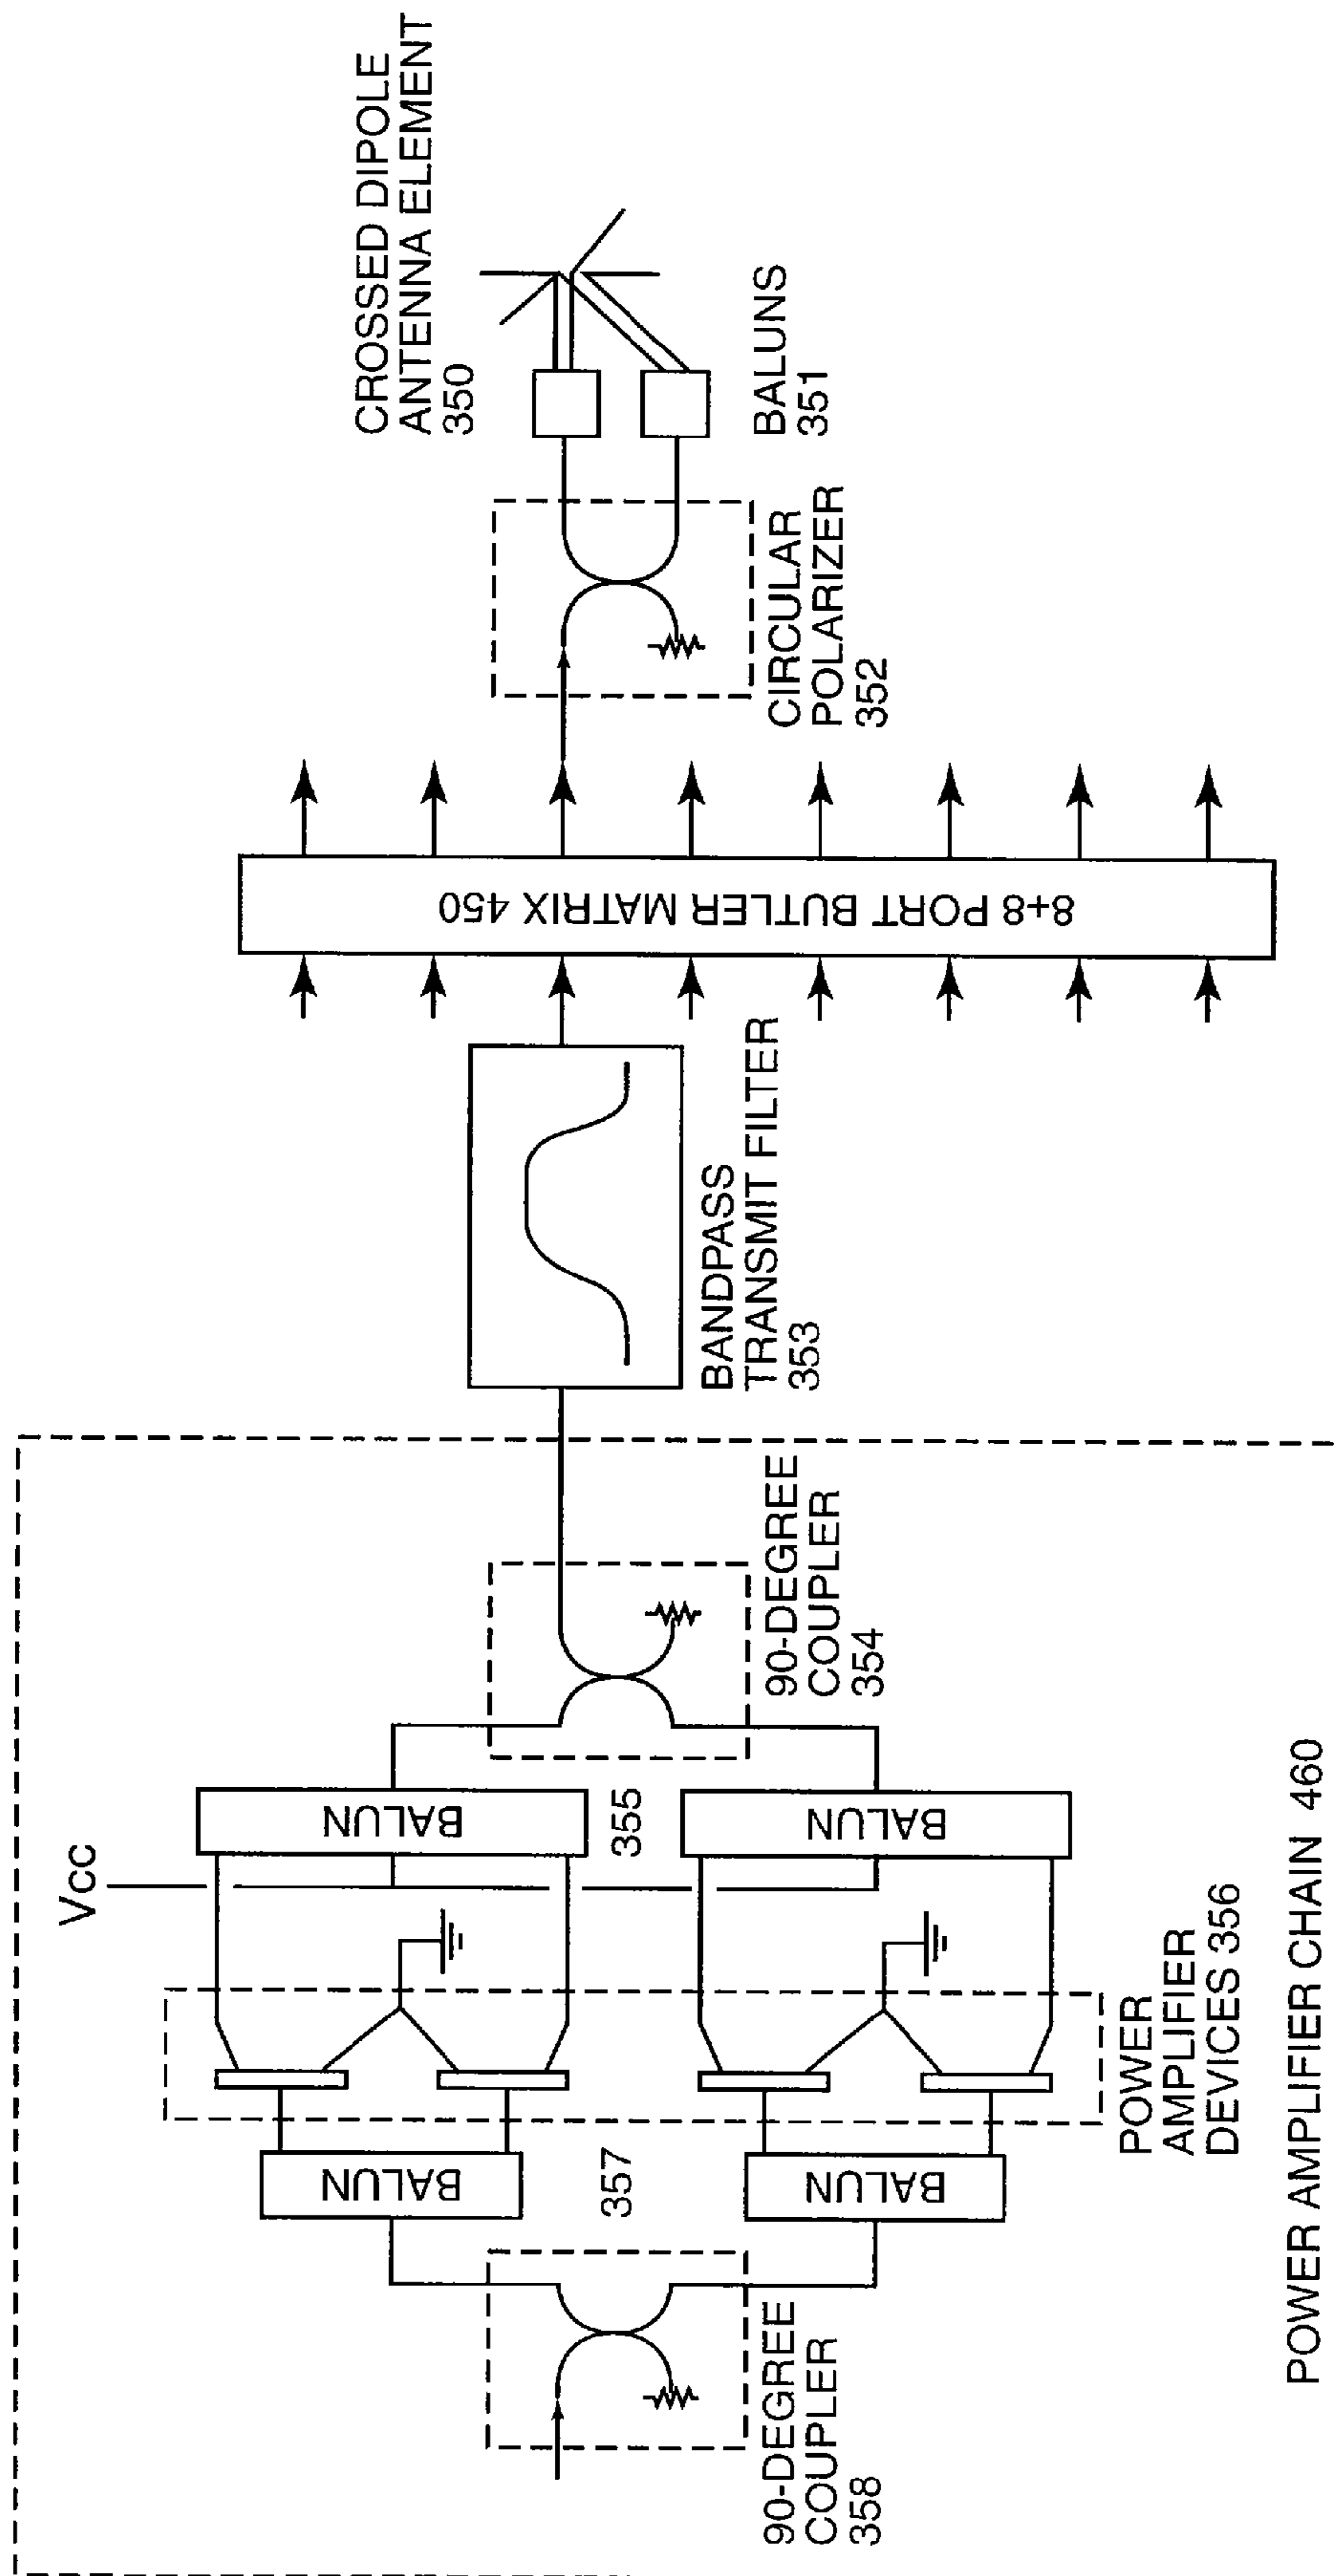 CROSSED DIPOLE
ANTENNA ELEMENT
350
BALUNS
351
CIRCULAR
POLARIZER
352
8+8 PORT BUTLER MATRIX 450
BANDPASS
TRANSMIT FILTER
353
90-DEGREE
COUPLER
354
Vcc
BALUN
355
BALUN
POWER
AMPLIFIER
DEVICES 356
BALUN
357
BALUN
90-DEGREE
COUPLER
358
POWER AMPLIFIER CHAIN 460